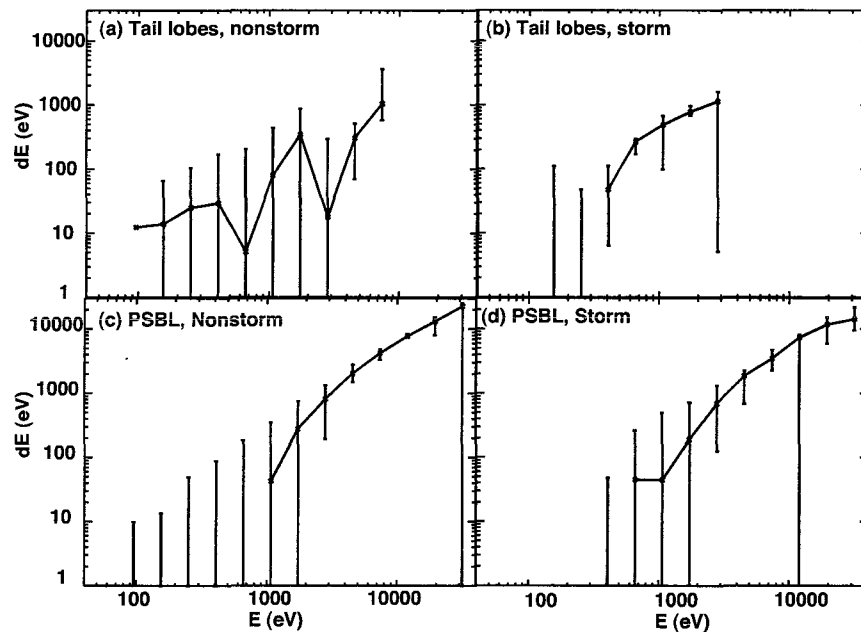 (a) Tail lobes, nonstorm
(b) Tail lobes, storm
10000
1000
100
10
1
dE (eV)
(c) PSBL, Nonstorm
(d) PSBL, Storm
10000
1000
100
10
1
dE (eV)
100 1000 10000
100 1000 10000
E (eV)
E (eV)